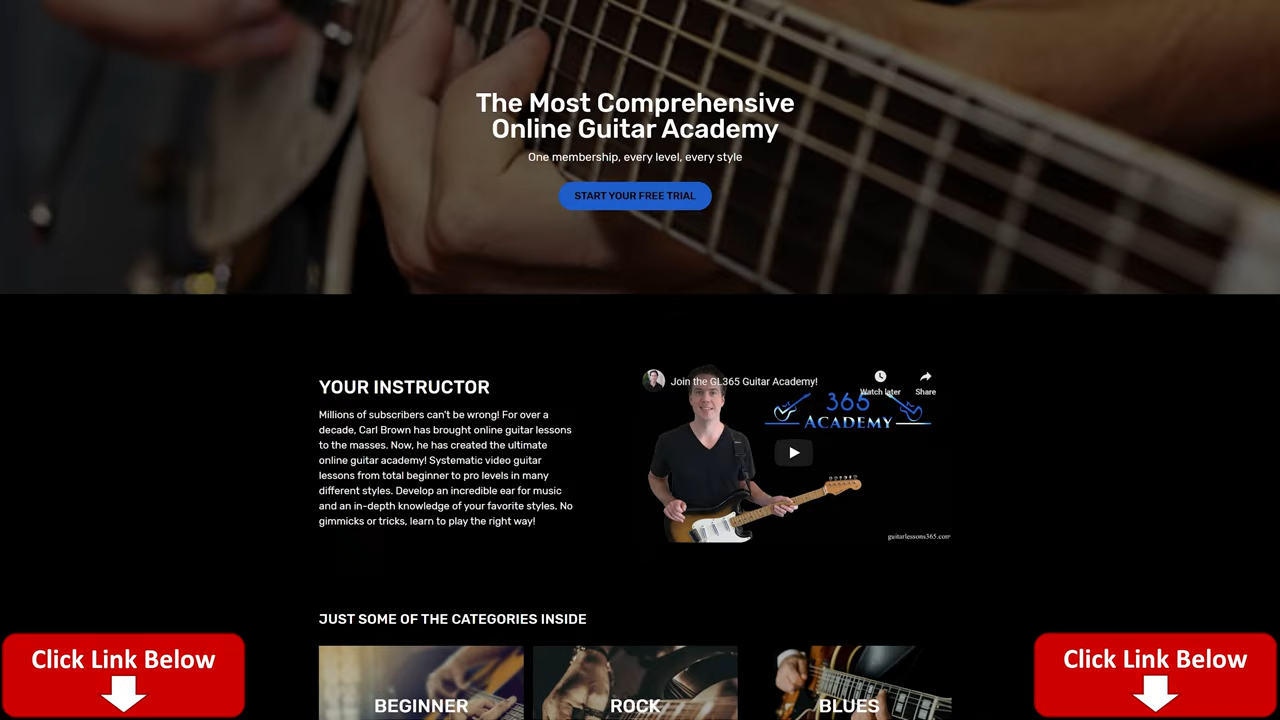 The Most Comprehensive
Online Guitar Academy
One membership, every level, every style
START YOUR FREE TRIAL
YOUR INSTRUCTOR
Millions of subscribers can't be wrong! For over a
decade, Carl Brown has brought online guitar lessons
to the masses. Now, he has created the ultimate
online guitar academy! Systematic video guitar
lessons from total beginner to pro levels in many
different styles. Develop an incredible ear for music
and an in-depth knowledge of your favorite styles. No
gimmicks or tricks, learn to play the right way!
Join the GL365 Guitar Academy!
Watch later
Share
365
ACADEMY
guitarlessons365.com
JUST SOME OF THE CATEGORIES INSIDE
BEGINNER
ROCK
BLUES
Click Link Below
Click Link Below